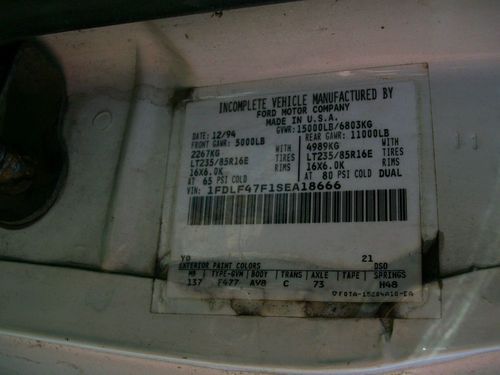 INCOMPLETE VEHICLE MANUFACTURED BY
FORD MOTOR COMPANY
MADE IN U.S.A.
DATE: 12/94 GVWR: 15000LB/6803KG
FRONT GAWR: 5000LB REAR GAWR: 11000LB
2267KG WITH 4989KG WITH
LT235/85R16E TIRES LT235/85R16E TIRES
16X6.0K RIMS 16X6.0K RIMS
AT 65 PSI COLD AT 80 PSI COLD DUAL
VIN: 1FDLF47F1SEA18666
YO 21
EXTERIOR PAINT COLORS DSO
WB TYPE-GVW BODY TRANS AXLE TAPE SPRINGS
137 F477 AV8 C 73 H48